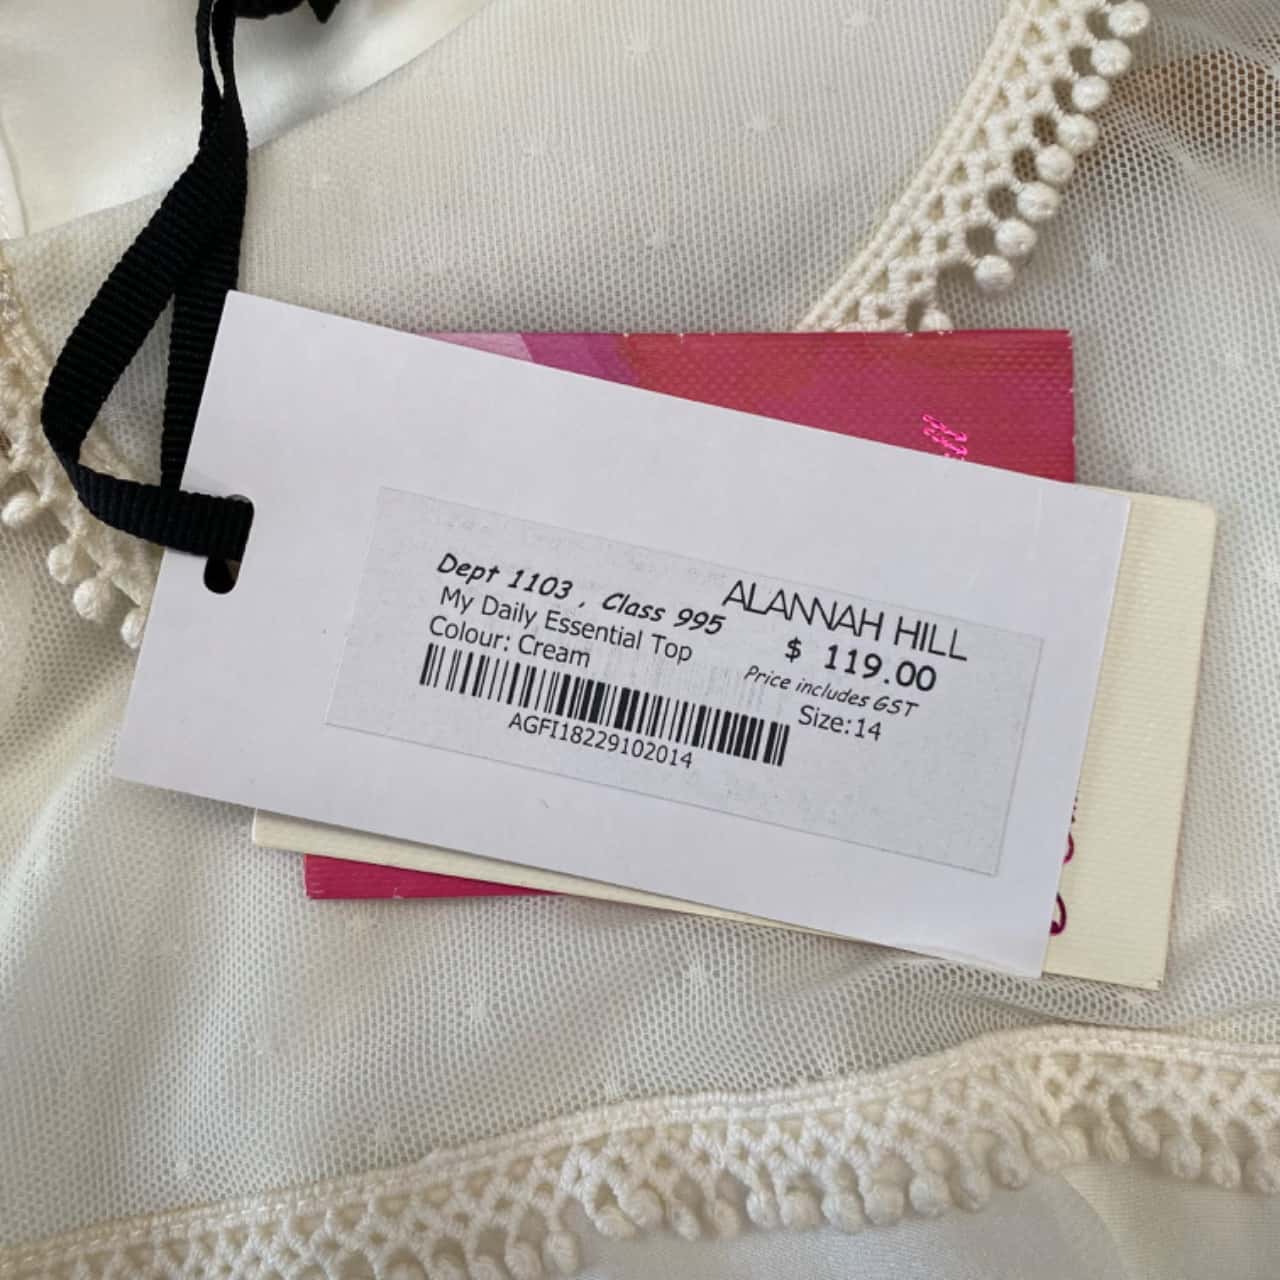 Dept 1103 , Class 995
My Daily Essential Top
Colour: Cream
AGFI18229102014
ALANNAH HILL
$ 119.00
Price includes GST
Size:14